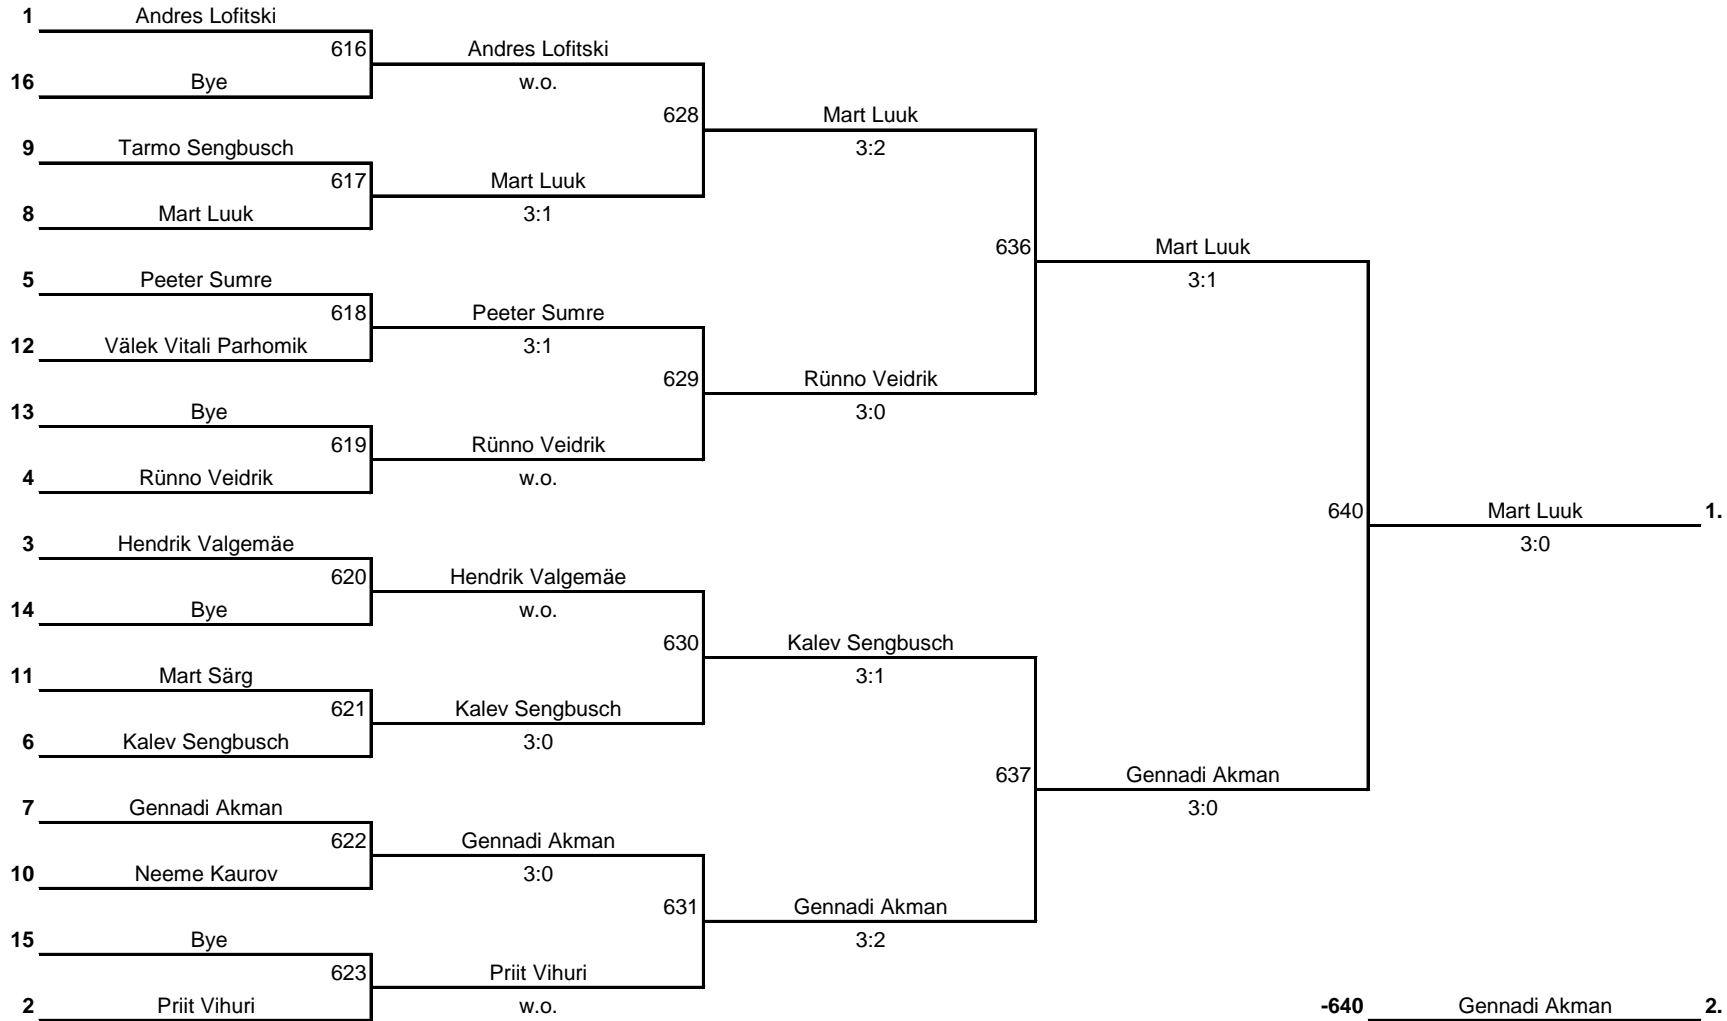 1 Andres Lofitski
616 Andres Lofitski
16 Bye w.o.
628 Mart Luuk
9 Tarmo Sengbusch 3:2
617 Mart Luuk
8 Mart Luuk 3:1
636 Mart Luuk
5 Peeter Sumre 3:1
618 Peeter Sumre
12 Välek Vitali Parhomik 3:1
629 Rünno Veidrik
13 Bye 3:0
619 Rünno Veidrik
4 Rünno Veidrik w.o.
640 Mart Luuk 1.
3 Hendrik Valgemäe 3:0
620 Hendrik Valgemäe
14 Bye w.o.
630 Kalev Sengbusch
11 Mart Särg 3:1
621 Kalev Sengbusch
6 Kalev Sengbusch 3:0
637 Gennadi Akman
7 Gennadi Akman 3:0
622 Gennadi Akman
10 Neeme Kaurov 3:0
631 Gennadi Akman
15 Bye 3:2
623 Priit Vihuri
2 Priit Vihuri w.o. -640 Gennadi Akman 2.